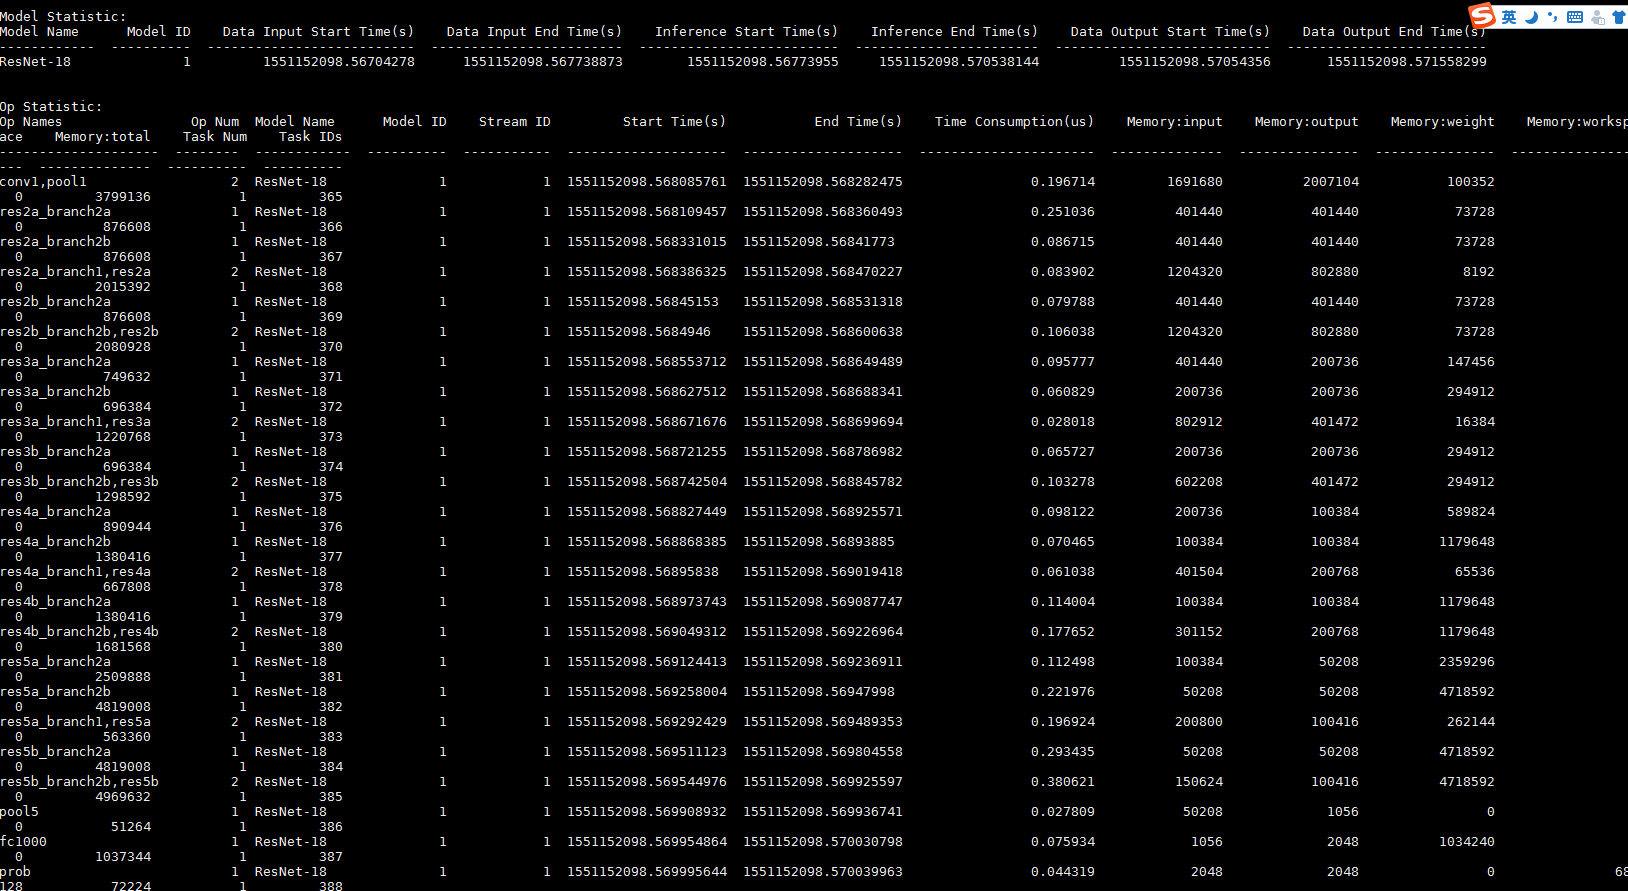 Model Statistic:
Model Name Model ID Data Input Start Time(s) Data Input End Time(s) Inference Start Time(s) Inference End Time(s) Data Output Start Time(s) Data Output End Time(s)
---------- ---------- -------------------------- ------------------------ ------------------------- ----------------------- --------------------------- -------------------------
ResNet-18 1 1551152098.56704278 1551152098.567738873 1551152098.56773955 1551152098.570538144 1551152098.57054356 1551152098.571558299
英
Op Statistic:
Op Names Op Num Model Name Model ID Stream ID Start Time(s) End Time(s) Time Consumption(us) Memory:input Memory:output Memory:weight Memory:worksp
ace Memory:total Task Num Task IDs
-------------------- -------- ------------ ---------- ----------- -------------------- -------------------- ---------------------- -------------- --------------- --------------- ---------------
--- -------------- ---------- -----------
conv1,pool1 2 ResNet-18 1 1 1551152098.568085761 1551152098.568282475 0.196714 1691680 2007104 100352
0 3799136 1 365
res2a_branch2a 1 ResNet-18 1 1 1551152098.568109457 1551152098.568360493 0.251036 401440 401440 73728
0 876608 1 366
res2a_branch2b 1 ResNet-18 1 1 1551152098.568331015 1551152098.56841773 0.086715 401440 401440 73728
0 876608 1 367
res2a_branch1,res2a 2 ResNet-18 1 1 1551152098.568386325 1551152098.568470227 0.083902 1204320 802880 8192
0 2015392 1 368
res2b_branch2a 1 ResNet-18 1 1 1551152098.56845153 1551152098.568531318 0.079788 401440 401440 73728
0 876608 1 369
res2b_branch2b,res2b 2 ResNet-18 1 1 1551152098.5684946 1551152098.568600638 0.106038 1204320 802880 73728
0 2080928 1 370
res3a_branch2a 1 ResNet-18 1 1 1551152098.568553712 1551152098.568649489 0.095777 401440 200736 147456
0 749632 1 371
res3a_branch2b 1 ResNet-18 1 1 1551152098.568627512 1551152098.568688341 0.060829 200736 200736 294912
0 696384 1 372
res3a_branch1,res3a 2 ResNet-18 1 1 1551152098.568671676 1551152098.568699694 0.028018 802912 401472 16384
0 1220768 1 373
res3b_branch2a 1 ResNet-18 1 1 1551152098.568721255 1551152098.568786982 0.065727 200736 200736 294912
0 696384 1 374
res3b_branch2b,res3b 2 ResNet-18 1 1 1551152098.568742504 1551152098.568845782 0.103278 602208 401472 294912
0 1298592 1 375
res4a_branch2a 1 ResNet-18 1 1 1551152098.568827449 1551152098.568925571 0.098122 200736 100384 589824
0 890944 1 376
res4a_branch2b 1 ResNet-18 1 1 1551152098.568868385 1551152098.56893885 0.070465 100384 100384 1179648
0 1380416 1 377
res4a_branch1,res4a 2 ResNet-18 1 1 1551152098.56895838 1551152098.569019418 0.061038 401504 200768 65536
0 667808 1 378
res4b_branch2a 1 ResNet-18 1 1 1551152098.568973743 1551152098.569087747 0.114004 100384 100384 1179648
0 1380416 1 379
res4b_branch2b,res4b 2 ResNet-18 1 1 1551152098.569049312 1551152098.569226964 0.177652 301152 200768 1179648
0 1681568 1 380
res5a_branch2a 1 ResNet-18 1 1 1551152098.569124413 1551152098.569236911 0.112498 100384 50208 2359296
0 2509888 1 381
res5a_branch2b 1 ResNet-18 1 1 1551152098.569258004 1551152098.56947998 0.221976 50208 50208 4718592
0 4819008 1 382
res5a_branch1,res5a 2 ResNet-18 1 1 1551152098.569292429 1551152098.569489353 0.196924 200800 100416 262144
0 563360 1 383
res5b_branch2a 1 ResNet-18 1 1 1551152098.569511123 1551152098.569804558 0.293435 50208 50208 4718592
0 4819008 1 384
res5b_branch2b,res5b 2 ResNet-18 1 1 1551152098.569544976 1551152098.569925597 0.380621 150624 100416 4718592
0 4969632 1 385
pool5 1 ResNet-18 1 1 1551152098.569908932 1551152098.569936741 0.027809 50208 1056 0
0 51264 1 386
fc1000 1 ResNet-18 1 1 1551152098.569954864 1551152098.570030798 0.075934 1056 2048 1034240
0 1037344 1 387
prob 1 ResNet-18 1 1 1551152098.569995644 1551152098.570039963 0.044319 2048 2048 0 68
128 72224 1 388